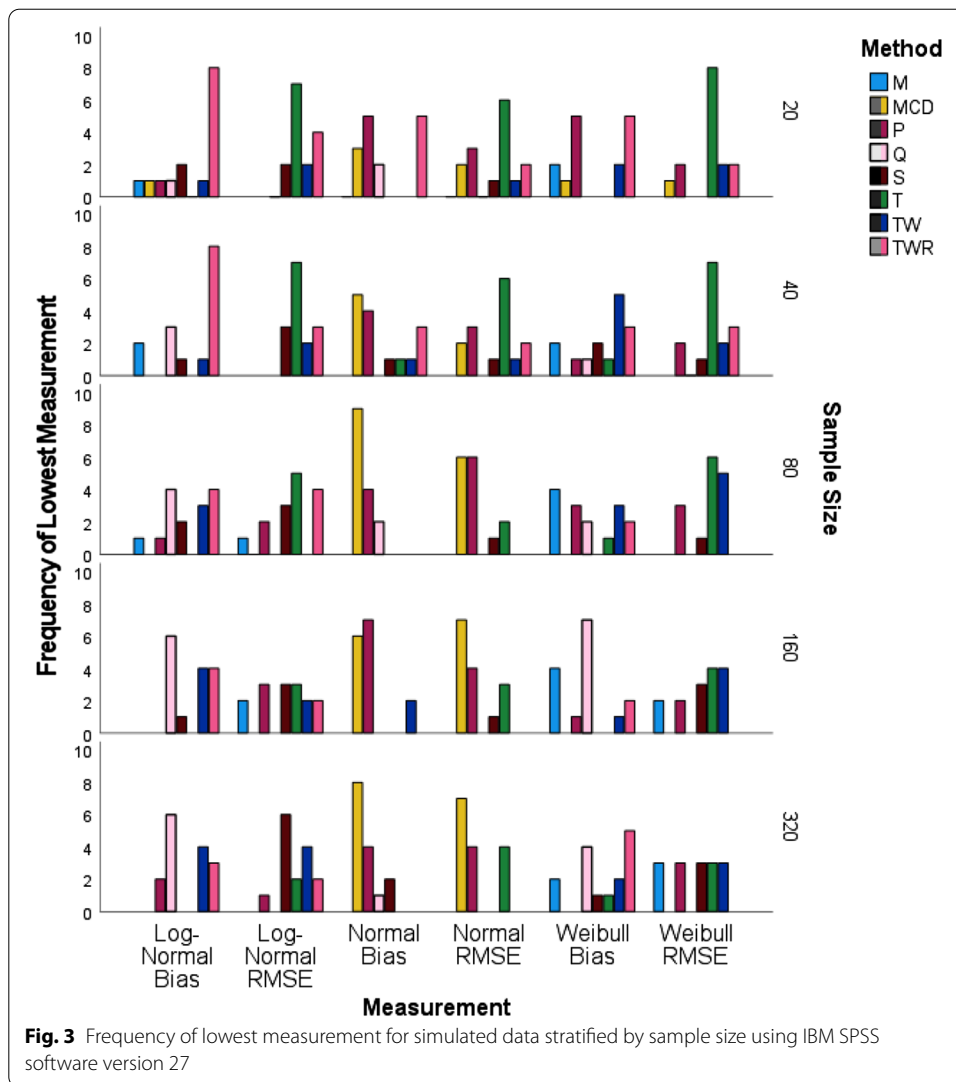 10
8
6
4
2
0
20
10
8
6
4
2
0
40
10
8
6
4
2
0
80
10
8
6
4
2
0
160
10
8
6
4
2
0
320
Frequency of Lowest Measurement
Sample Size
Method
M
MCD
P
Q
S
T
TW
TWR
Log-
Normal
Bias
Log-
Normal
RMSE
Normal
Bias
Normal
RMSE
Weibull
Bias
Weibull
RMSE
Measurement
Fig. 3 Frequency of lowest measurement for simulated data stratified by sample size using IBM SPSS
software version 27